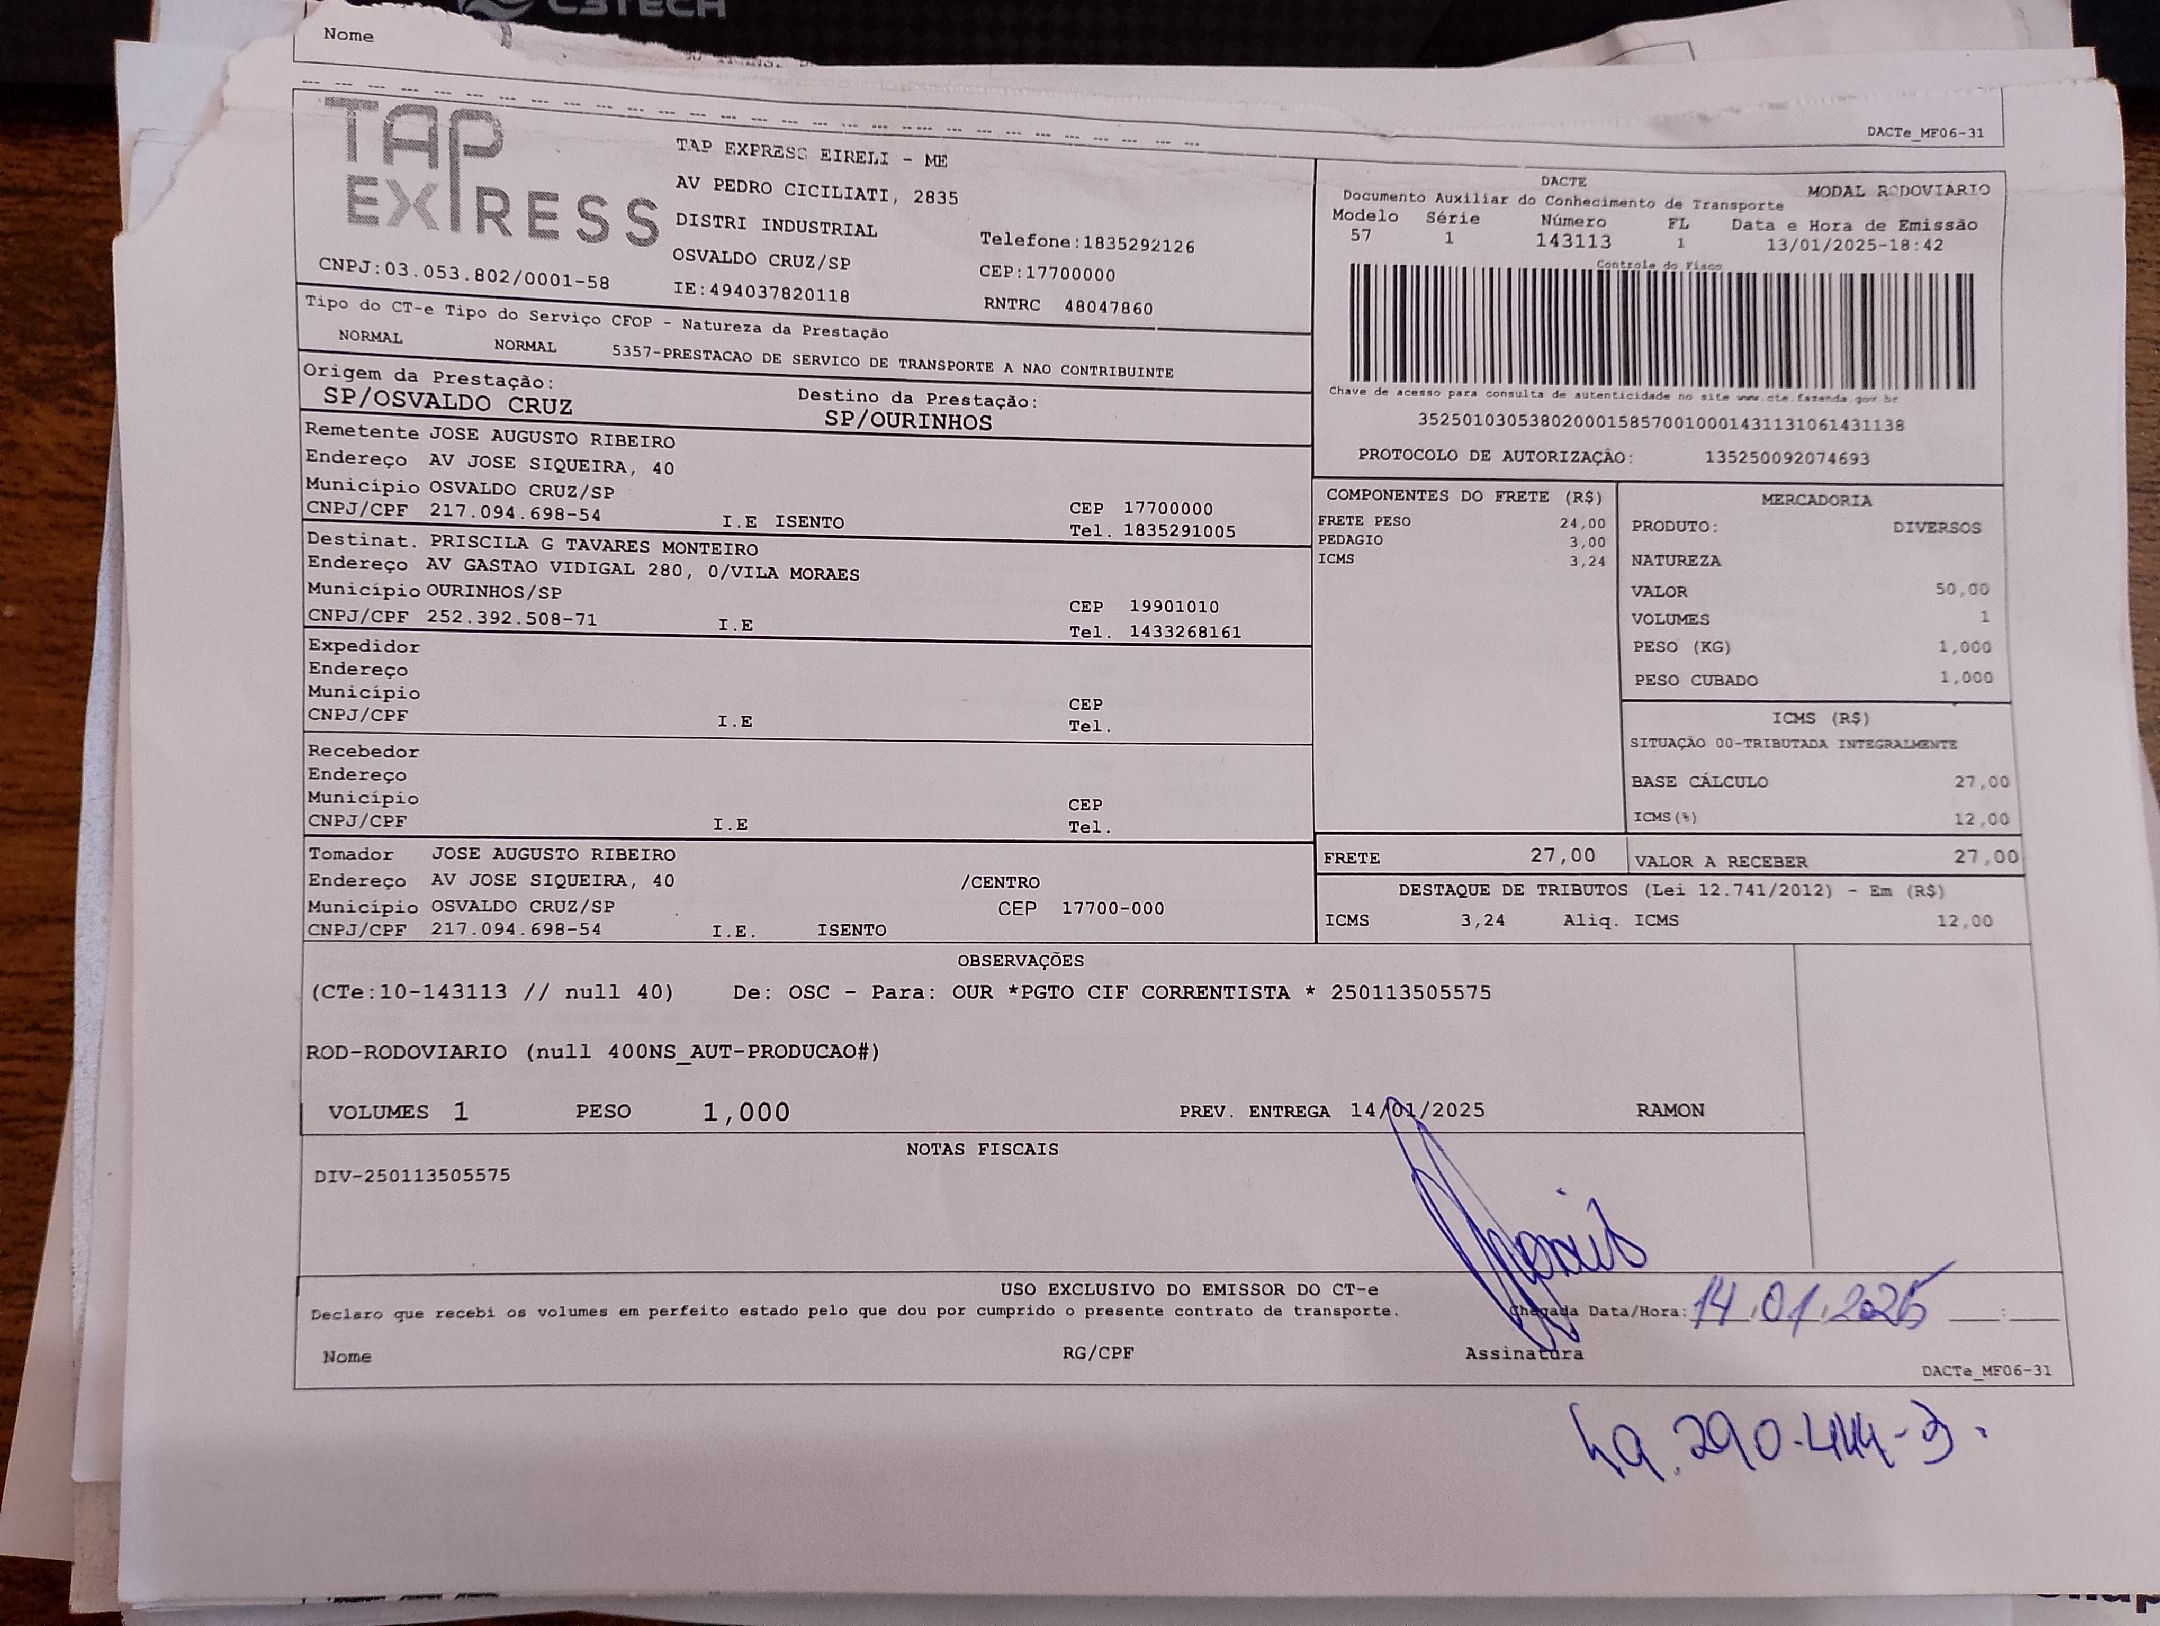 C3TECH
Nome
DACTe_MF06-31
TAP
EXPRESS
CNPJ:03.053.802/0001-58
TAP EXPRESS EIRELI - ME
AV PEDRO CICILIATI, 2835
DISTRI INDUSTRIAL
OSVALDO CRUZ/SP
IE:494037820118
Telefone:1835292126
CEP:17700000
RNTRC 48047860
DACTE
MODAL RODOVIÁRIO
Documento Auxiliar do Conhecimento de Transporte
Modelo Série Número FL Data e Hora de Emissão
57 1 143113 1 13/01/2025-18:42
Controle do Fisco
Chave de acesso para consulta de autenticidade no site www.cte.fazenda.gov.br
35250103053802000158570010001431131061431138
PROTOCOLO DE AUTORIZAÇÃO: 135250092074693
Tipo do CT-e Tipo do Serviço CFOP - Natureza da Prestação
NORMAL NORMAL 5357-PRESTACAO DE SERVICO DE TRANSPORTE A NAO CONTRIBUINTE
Origem da Prestação: Destino da Prestação:
SP/OSVALDO CRUZ SP/OURINHOS
Remetente JOSE AUGUSTO RIBEIRO
Endereço AV JOSE SIQUEIRA, 40
Município OSVALDO CRUZ/SP CEP 17700000
CNPJ/CPF 217.094.698-54 I.E ISENTO Tel. 1835291005
Destinat. PRISCILA G TAVARES MONTEIRO
Endereço AV GASTAO VIDIGAL 280, 0/VILA MORAES
Município OURINHOS/SP CEP 19901010
CNPJ/CPF 252.392.508-71 I.E Tel. 1433268161
Expedidor
Endereço
Município CEP
CNPJ/CPF I.E Tel.
Recebedor
Endereço
Município CEP
CNPJ/CPF I.E Tel.
Tomador JOSE AUGUSTO RIBEIRO
Endereço AV JOSE SIQUEIRA, 40 /CENTRO
Município OSVALDO CRUZ/SP CEP 17700-000
CNPJ/CPF 217.094.698-54 I.E. ISENTO
COMPONENTES DO FRETE (R$)
FRETE PESO 24,00
PEDAGIO 3,00
ICMS 3,24
MERCADORIA
PRODUTO: DIVERSOS
NATUREZA
VALOR 50,00
VOLUMES 1
PESO (KG) 1,000
PESO CUBADO 1,000
ICMS (R$)
SITUAÇÃO 00-TRIBUTADA INTEGRALMENTE
BASE CÁLCULO 27,00
ICMS(%) 12,00
FRETE 27,00 VALOR A RECEBER 27,00
DESTAQUE DE TRIBUTOS (Lei 12.741/2012) - Em (R$)
ICMS 3,24 Aliq. ICMS 12,00
OBSERVAÇÕES
(CTe:10-143113 // null 40) De: OSC - Para: OUR *PGTO CIF CORRENTISTA * 250113505575
ROD-RODOVIARIO (null 400NS_AUT-PRODUCAO#)
VOLUMES 1 PESO 1,000 PREV. ENTREGA 14/01/2025 RAMON
NOTAS FISCAIS
DIV-250113505575
USO EXCLUSIVO DO EMISSOR DO CT-e
Declaro que recebi os volumes em perfeito estado pelo que dou por cumprido o presente contrato de transporte. Chegada Data/Hora: 14.01.2025 :
Nome RG/CPF Assinatura
DACTe_MF06-31
.290.444-3.